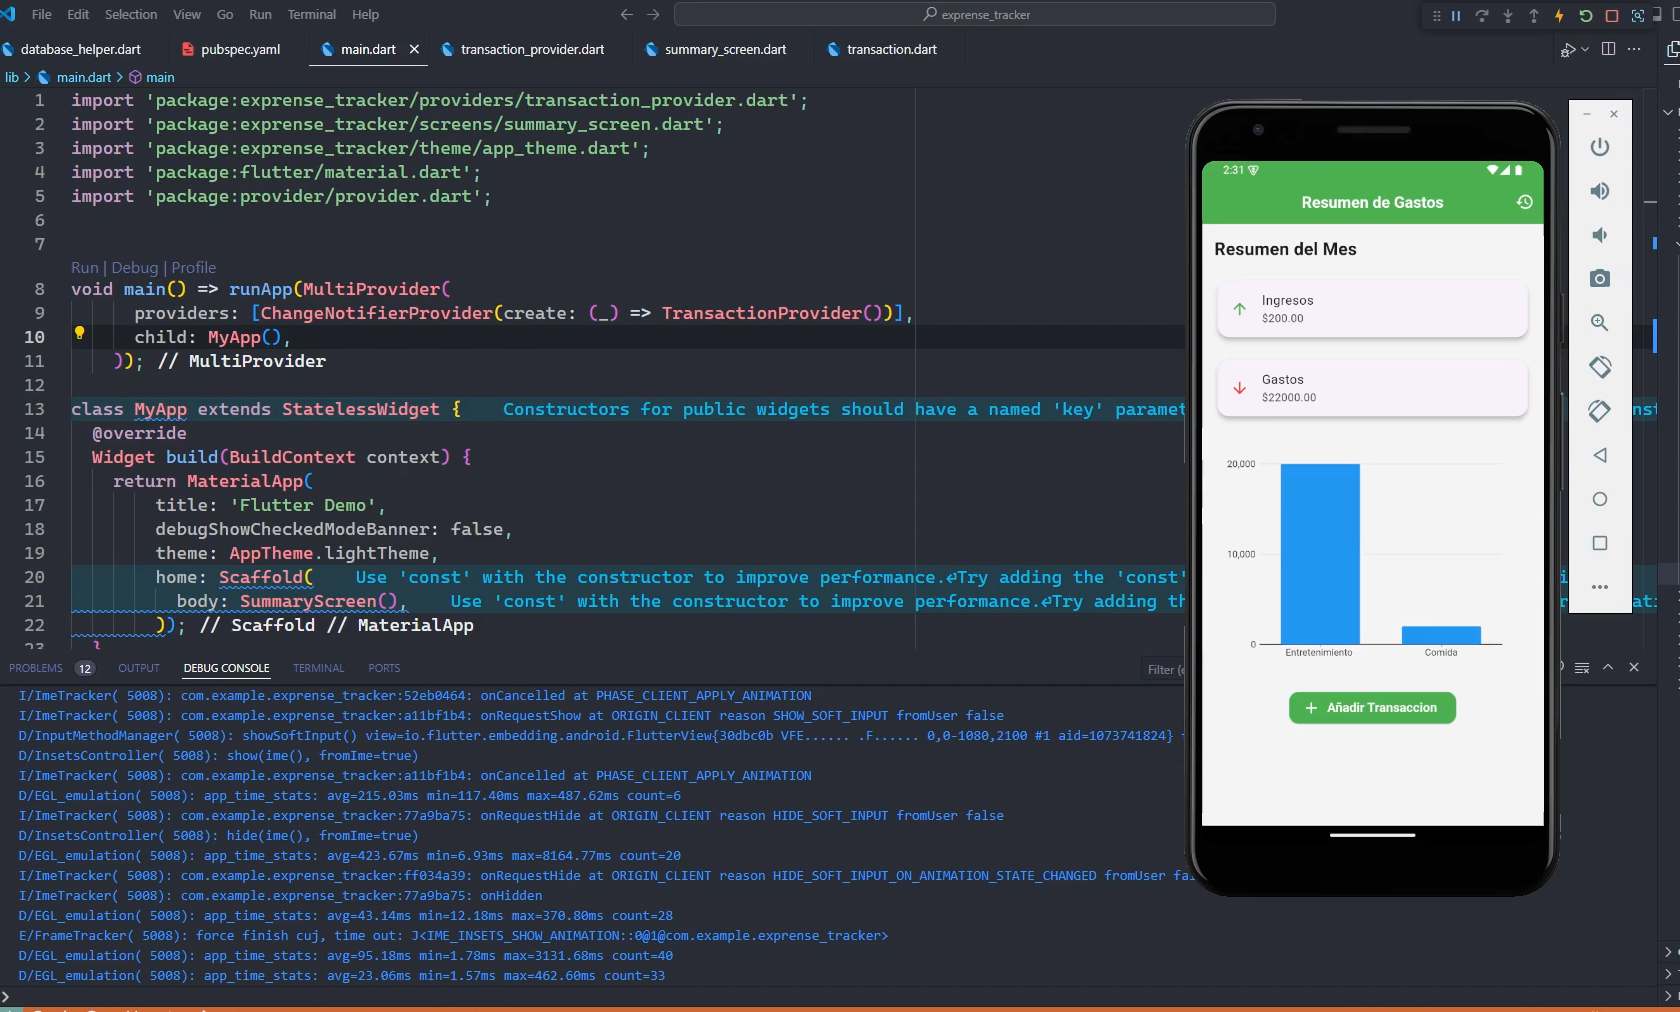 File Edit Selection View Go Run Terminal Help
exprense_tracker
database_helper.dart pubspec.yaml main.dart transaction_provider.dart summary_screen.dart transaction.dart
lib > main.dart > main
1 import 'package:exprense_tracker/providers/transaction_provider.dart';
2 import 'package:exprense_tracker/screens/summary_screen.dart';
3 import 'package:exprense_tracker/theme/app_theme.dart';
4 import 'package:flutter/material.dart';
5 import 'package:provider/provider.dart';
6
7
Run | Debug | Profile
8 void main() => runApp(MultiProvider(
9 providers: [ChangeNotifierProvider(create: (_) => TransactionProvider())],
10 child: MyApp(),
11 )); // MultiProvider
12
13 class MyApp extends StatelessWidget { Constructors for public widgets should have a named 'key' paramet
14 @override
15 Widget build(BuildContext context) {
16 return MaterialApp(
17 title: 'Flutter Demo',
18 debugShowCheckedModeBanner: false,
19 theme: AppTheme.lightTheme,
20 home: Scaffold( Use 'const' with the constructor to improve performance.↵Try adding the 'const'
21 body: SummaryScreen(), Use 'const' with the constructor to improve performance.↵Try adding th
22 )); // Scaffold // MaterialApp
23 }
PROBLEMS 12 OUTPUT DEBUG CONSOLE TERMINAL PORTS
Filter (e
I/ImeTracker( 5008): com.example.exprense_tracker:52eb0464: onCancelled at PHASE_CLIENT_APPLY_ANIMATION
I/ImeTracker( 5008): com.example.exprense_tracker:a11bf1b4: onRequestShow at ORIGIN_CLIENT reason SHOW_SOFT_INPUT fromUser false
D/InputMethodManager( 5008): showSoftInput() view=io.flutter.embedding.android.FlutterView{30dbc0b VFE...... .F...... 0,0-1080,2100 #1 aid=1073741824}
D/InsetsController( 5008): show(ime(), fromIme=true)
I/ImeTracker( 5008): com.example.exprense_tracker:a11bf1b4: onCancelled at PHASE_CLIENT_APPLY_ANIMATION
D/EGL_emulation( 5008): app_time_stats: avg=215.03ms min=117.40ms max=487.62ms count=6
I/ImeTracker( 5008): com.example.exprense_tracker:77a9ba75: onRequestHide at ORIGIN_CLIENT reason HIDE_SOFT_INPUT fromUser false
D/InsetsController( 5008): hide(ime(), fromIme=true)
D/EGL_emulation( 5008): app_time_stats: avg=423.67ms min=6.93ms max=8164.77ms count=20
I/ImeTracker( 5008): com.example.exprense_tracker:ff034a39: onRequestHide at ORIGIN_CLIENT reason HIDE_SOFT_INPUT_ON_ANIMATION_STATE_CHANGED fromUser fal
I/ImeTracker( 5008): com.example.exprense_tracker:77a9ba75: onHidden
D/EGL_emulation( 5008): app_time_stats: avg=43.14ms min=12.18ms max=370.80ms count=28
E/FrameTracker( 5008): force finish cuj, time out: J<IME_INSETS_SHOW_ANIMATION::0@1@com.example.exprense_tracker>
D/EGL_emulation( 5008): app_time_stats: avg=95.18ms min=1.78ms max=3131.68ms count=40
D/EGL_emulation( 5008): app_time_stats: avg=23.06ms min=1.57ms max=462.60ms count=33
2:31
Resumen de Gastos
Resumen del Mes
Ingresos
$200.00
Gastos
$22000.00
20,000
10,000
0
Entretenimiento Comida
+ Añadir Transaccion